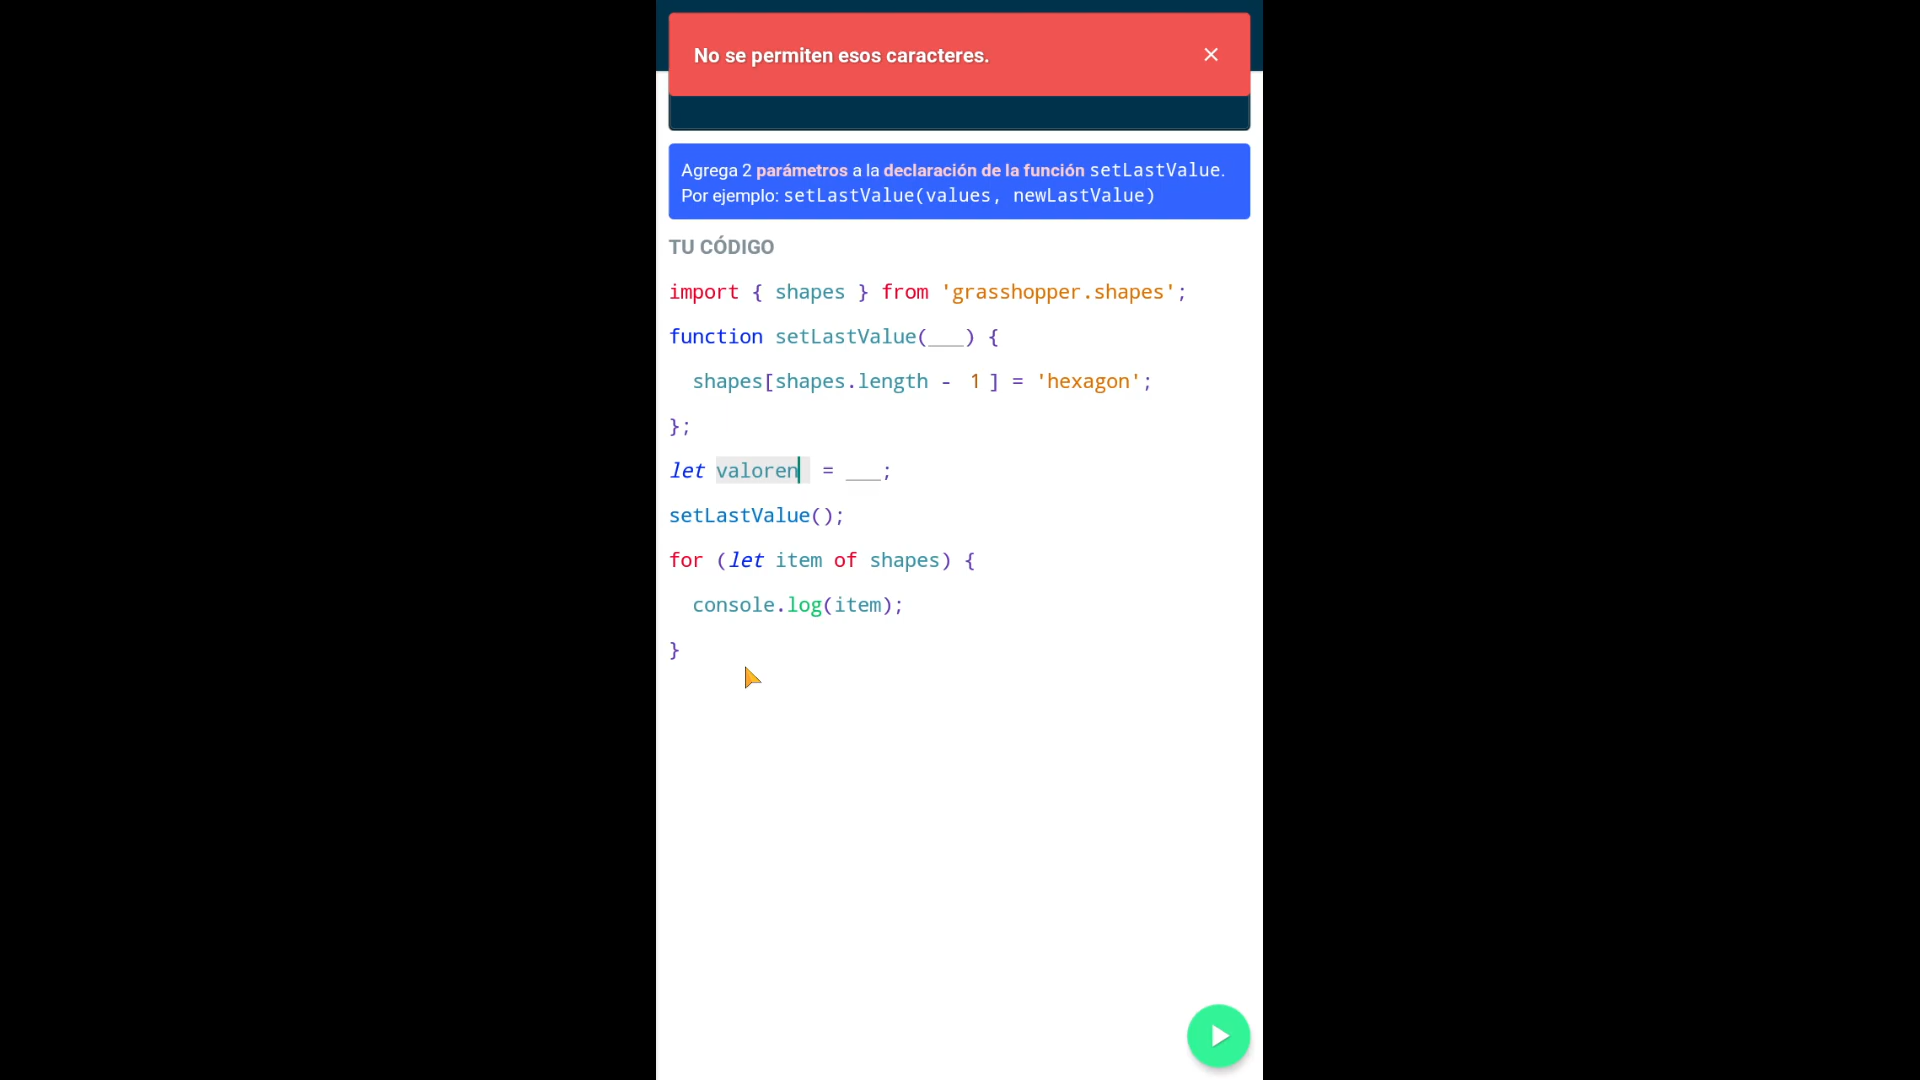 No se permiten esos caracteres.
Agrega 2 parámetros a la declaración de la función setLastValue.
Por ejemplo: setLastValue(values, newLastValue)
TU CÓDIGO
import { shapes } from 'grasshopper.shapes';
function setLastValue(___) {
shapes[shapes.length - 1 ] = 'hexagon';
};
let valoren = ___;
setLastValue();
for (let item of shapes) {
console.log(item);
}